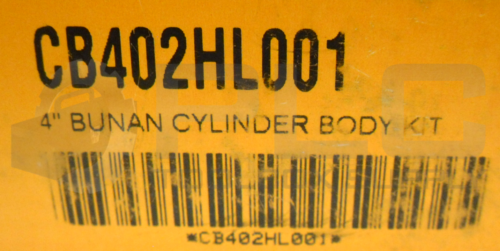 CB402HL001
4" BUNAN CYLINDER BODY KIT
*CB402HL001*